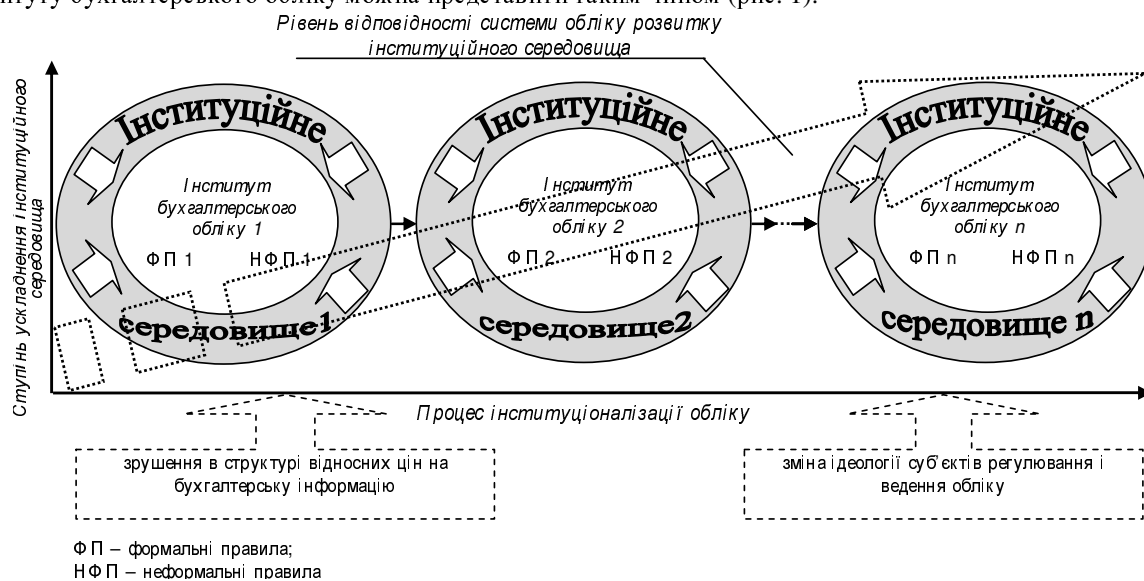 ституту бухгалтерського обліку можна представити таким чином (рис. 1).
Рівень відповідності системи обліку розвитку
інституційного середовища
Ступінь ускладнення інституційного
середовища
Інституційне
Інститут
бухгалтерського
обліку 1
ФП 1 НФП 1
середовище1
Інституційне
Інститут
бухгалтерського
обліку 2
ФП 2 НФП 2
середовище2
Інституційне
Інститут
бухгалтерського
обліку n
ФП n НФП n
середовище n
Процес інституціоналізації обліку
зрушення в структурі відносних цін на
бухгалтерську інформацію
зміна ідеології суб'єктів регулювання і
ведення обліку
ФП – формальні правила;
НФП – неформальні правила